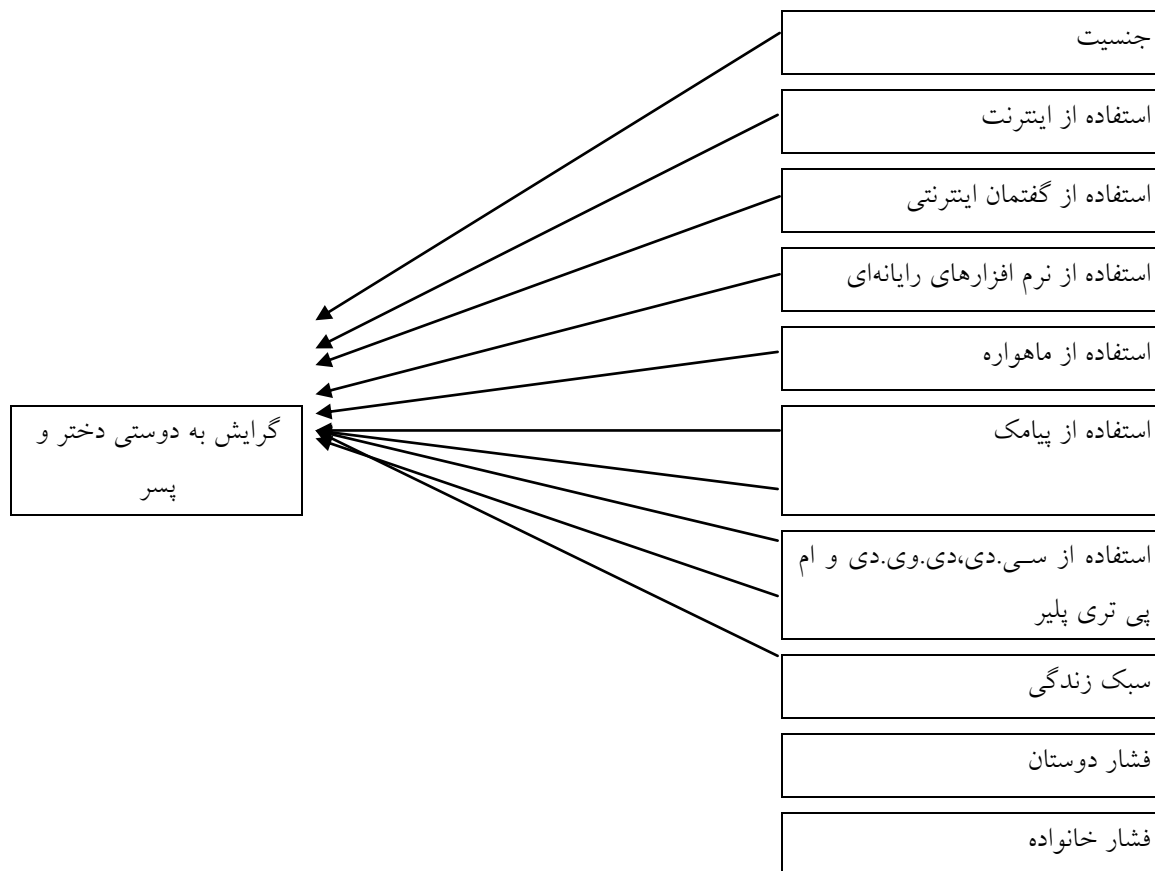 جنسیت
استفاده از اینترنت
استفاده از گفتمان اینترنتی
استفاده از نرم افزارهای رایانه‌ای
استفاده از ماهواره
استفاده از پیامک
استفاده از سی.دی،دی.وی.دی و ام
پی تری پلیر
سبک زندگی
فشار دوستان
فشار خانواده
گرایش به دوستی دختر و
پسر